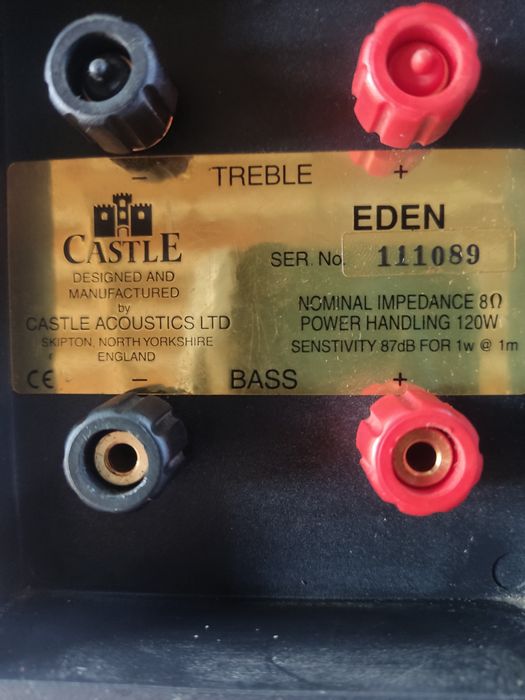 – TREBLE +
CASTLE
DESIGNED AND
MANUFACTURED
by
CASTLE ACOUSTICS LTD
SKIPTON, NORTH YORKSHIRE
ENGLAND
EDEN
SER. No. 111089
NOMINAL IMPEDANCE 8Ω
POWER HANDLING 120W
SENSTIVITY 87dB FOR 1w @ 1m
CE – BASS +